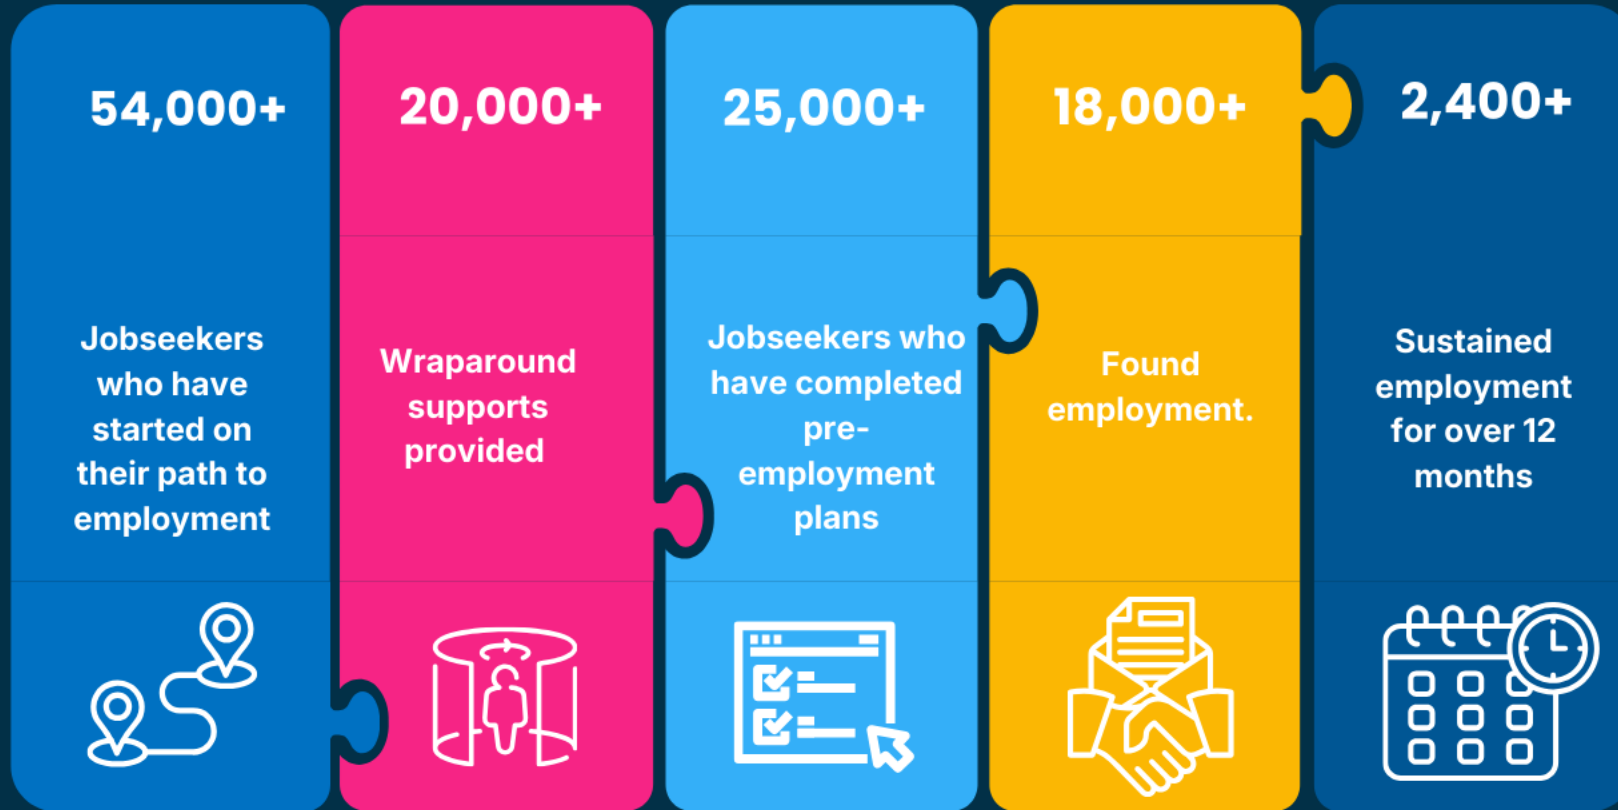 54,000+
Jobseekers
who have
started on
their path to
employment
20,000+
Wraparound
supports
provided
25,000+
Jobseekers who
have completed
pre-
employment
plans
18,000+
Found
employment.
2,400+
Sustained
employment
for over 12
months